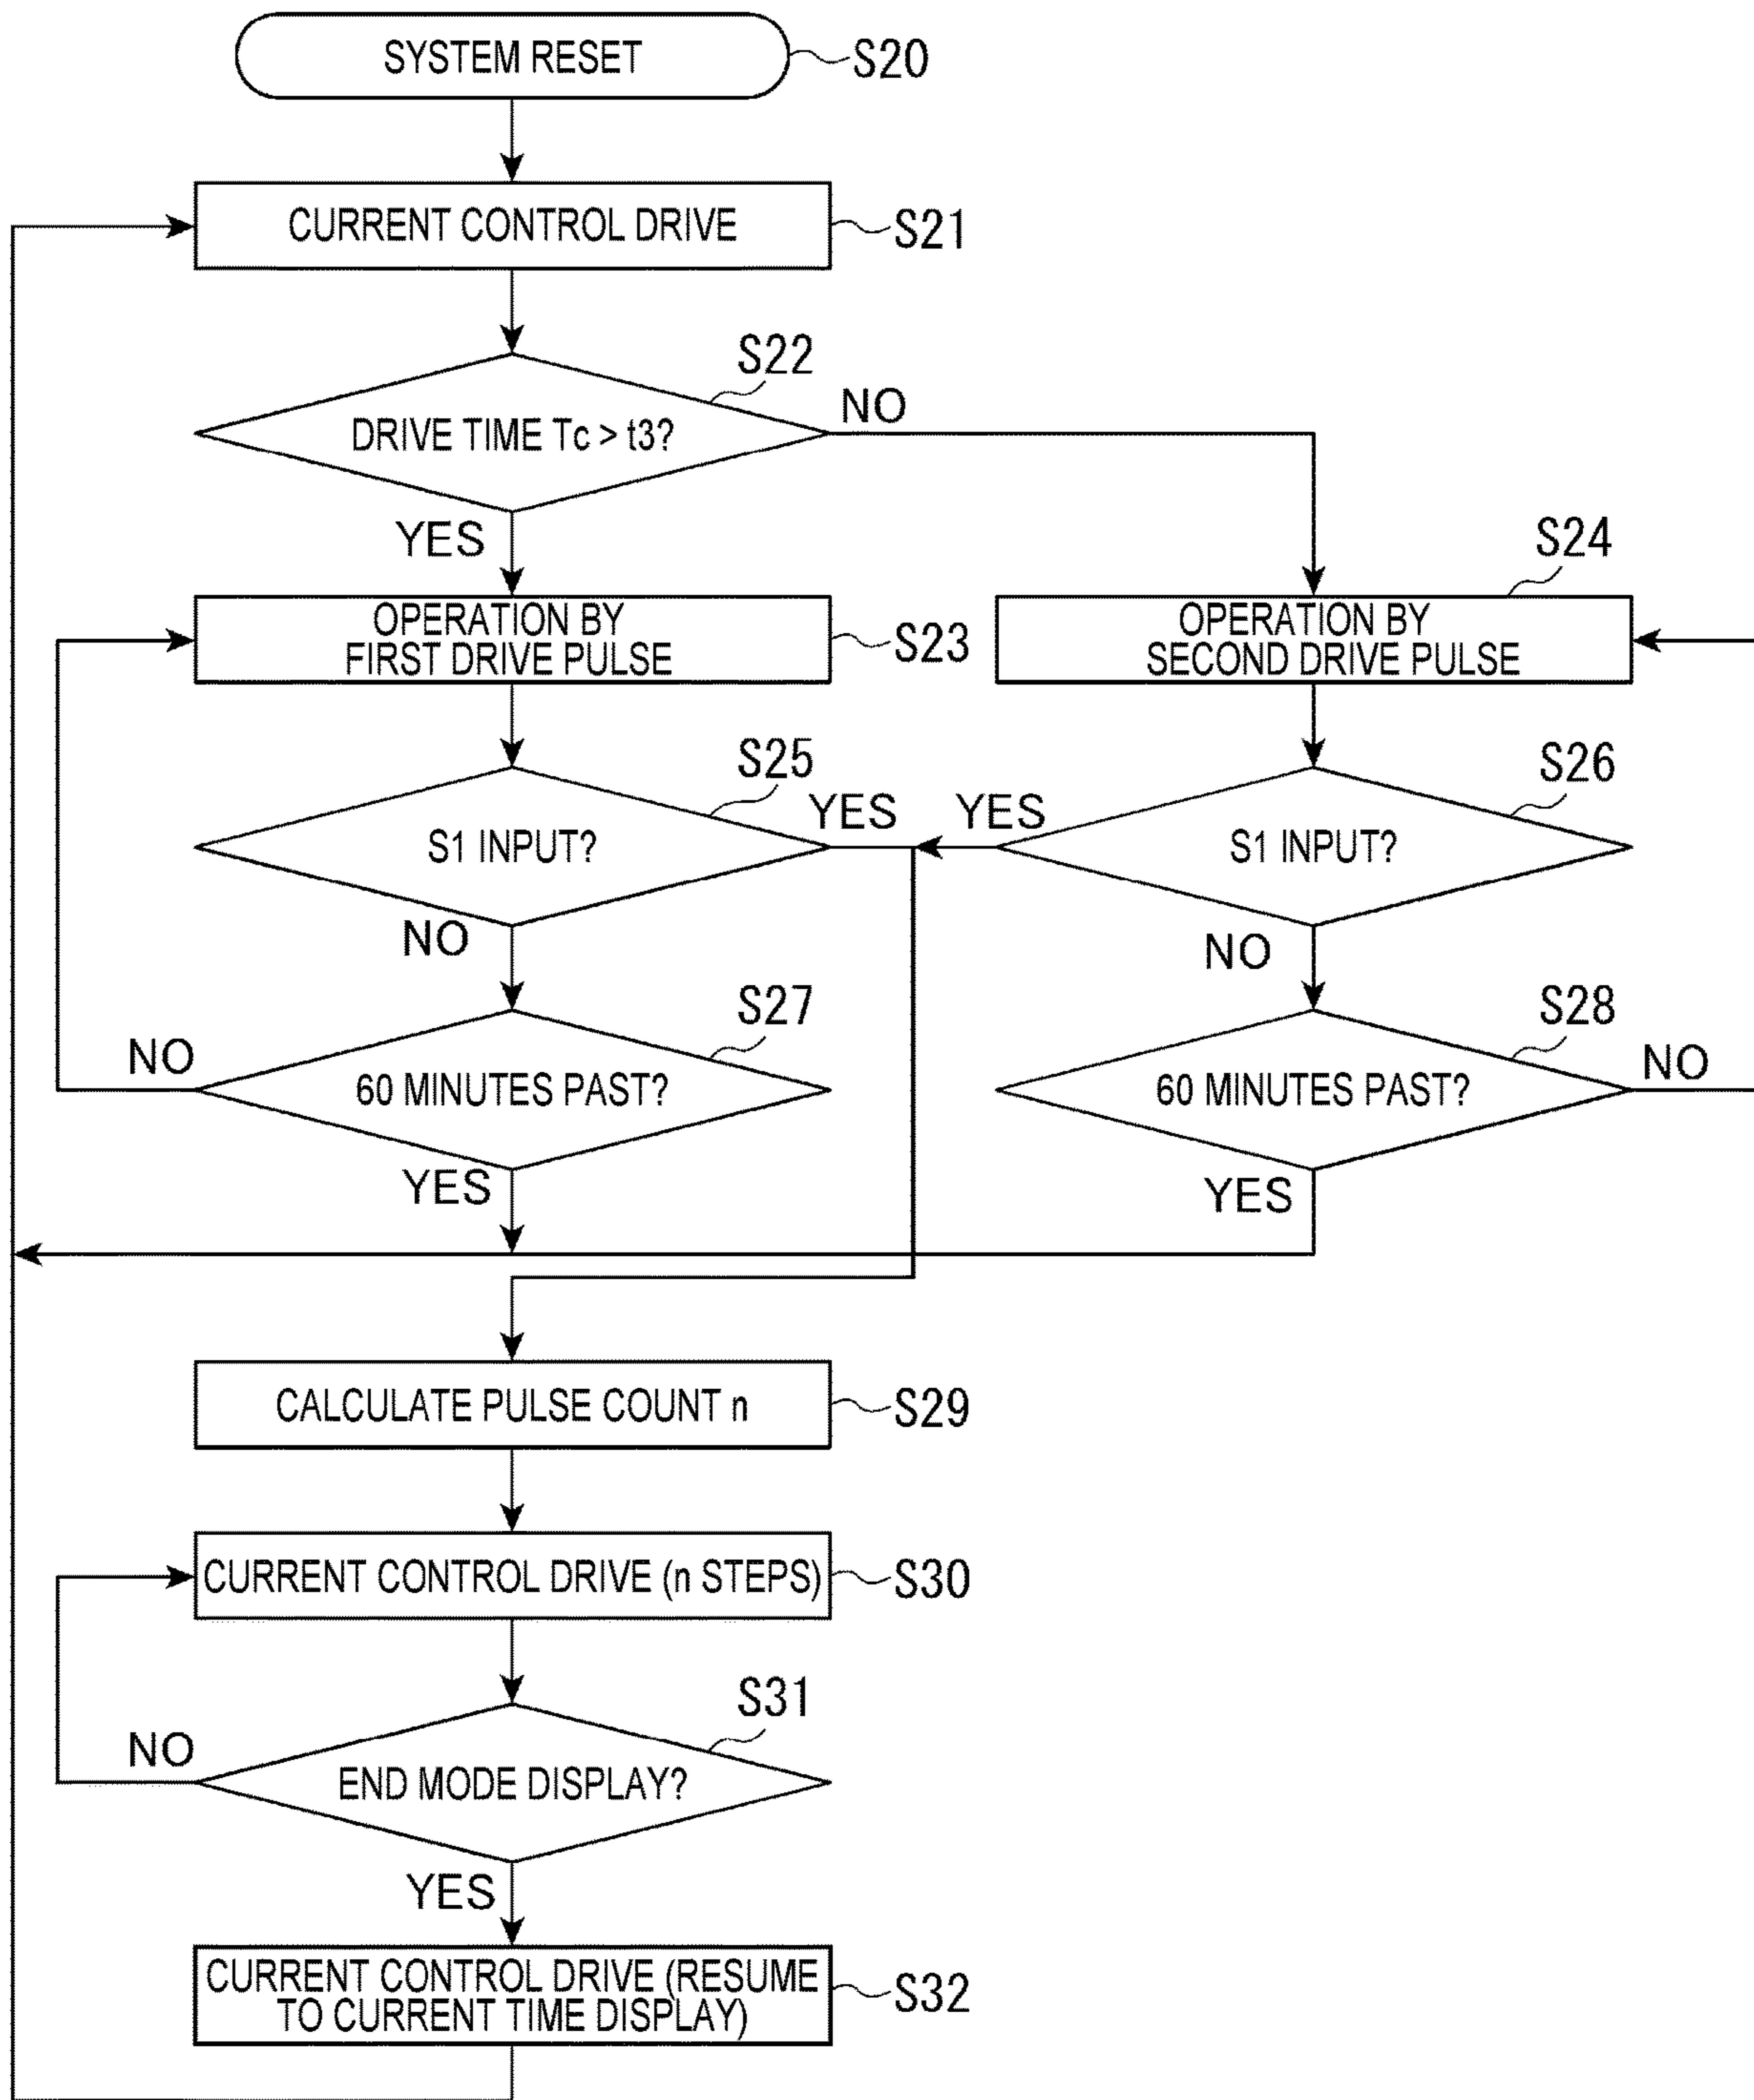 SYSTEM RESET
S20
CURRENT CONTROL DRIVE
S21
S22
DRIVE TIME Tc > t3?
NO
YES
S24
OPERATION BY
FIRST DRIVE PULSE
S23
OPERATION BY
SECOND DRIVE PULSE
S25
S26
S1 INPUT?
YES
YES
S1 INPUT?
NO
NO
S27
S28
NO
60 MINUTES PAST?
60 MINUTES PAST?
NO
YES
YES
CALCULATE PULSE COUNT n
S29
CURRENT CONTROL DRIVE (n STEPS)
S30
S31
NO
END MODE DISPLAY?
YES
CURRENT CONTROL DRIVE (RESUME
TO CURRENT TIME DISPLAY)
S32